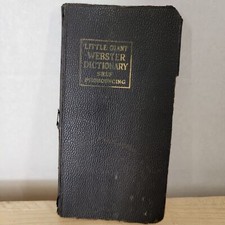 LITTLE GIANT
WEBSTER
DICTIONARY
SELF
PRONOUNCING